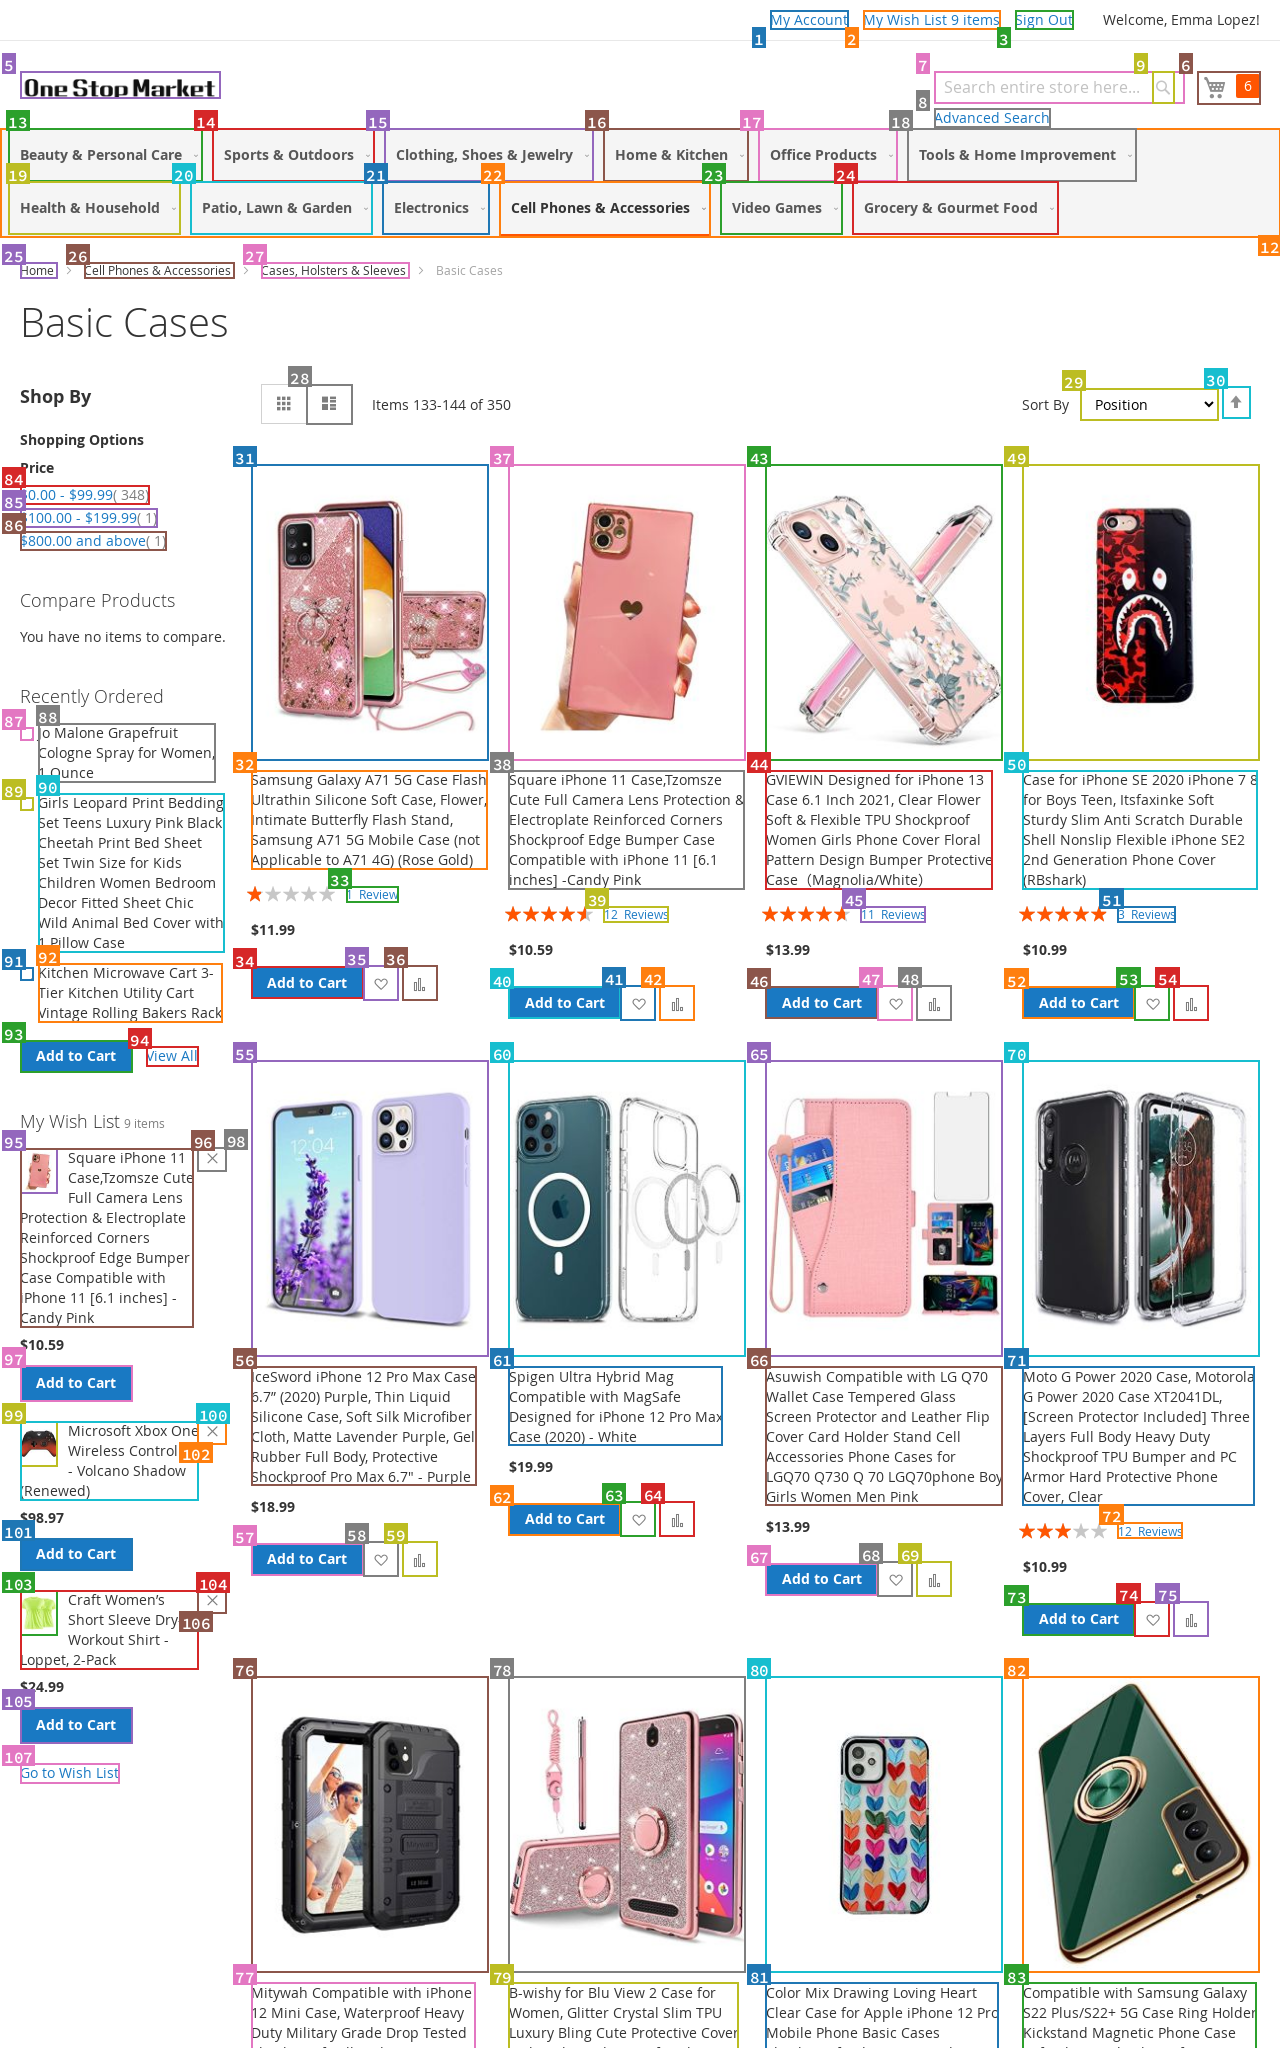 My Account
My Wish List 9 items
Sign Out
Welcome, Emma Lopez!
1
2
3
5
7
9
6
One Stop Market
Search entire store here...
6
8
Advanced Search
13
14
15
16
17
18
Beauty & Personal Care
Sports & Outdoors
Clothing, Shoes & Jewelry
Home & Kitchen
Office Products
Tools & Home Improvement
19
20
21
22
23
24
Health & Household
Patio, Lawn & Garden
Electronics
Cell Phones & Accessories
Video Games
Grocery & Gourmet Food
12
25
26
27
Home
Cell Phones & Accessories
Cases, Holsters & Sleeves
Basic Cases
Basic Cases
28
29
30
Shop By
Items 133-144 of 350
Sort By
Position
Shopping Options
Price
84
$0.00 - $99.99( 348)
85
$100.00 - $199.99( 1)
86
$800.00 and above( 1)
Compare Products
You have no items to compare.
Recently Ordered
87
88
Jo Malone Grapefruit
Cologne Spray for Women,
1 Ounce
89
90
Girls Leopard Print Bedding
Set Teens Luxury Pink Black
Cheetah Print Bed Sheet
Set Twin Size for Kids
Children Women Bedroom
Decor Fitted Sheet Chic
Wild Animal Bed Cover with
1 Pillow Case
91
92
Kitchen Microwave Cart 3-
Tier Kitchen Utility Cart
Vintage Rolling Bakers Rack
93
Add to Cart
94
View All
My Wish List 9 items
95
96
98
Square iPhone 11
Case,Tzomsze Cute
Full Camera Lens
Protection & Electroplate
Reinforced Corners
Shockproof Edge Bumper
Case Compatible with
iPhone 11 [6.1 inches] -
Candy Pink
$10.59
97
Add to Cart
99
100
Microsoft Xbox One
Wireless Control
102
- Volcano Shadow
(Renewed)
$98.97
101
Add to Cart
103
104
Craft Women's
Short Sleeve Dry-
106
Workout Shirt -
Loppet, 2-Pack
$24.99
105
Add to Cart
107
Go to Wish List
31
32
Samsung Galaxy A71 5G Case Flash
Ultrathin Silicone Soft Case, Flower,
Intimate Butterfly Flash Stand,
Samsung A71 5G Mobile Case (not
Applicable to A71 4G) (Rose Gold)
33
1 Review
$11.99
34
35
36
Add to Cart
37
38
Square iPhone 11 Case,Tzomsze
Cute Full Camera Lens Protection &
Electroplate Reinforced Corners
Shockproof Edge Bumper Case
Compatible with iPhone 11 [6.1
inches] -Candy Pink
39
12 Reviews
$10.59
40
41
42
Add to Cart
43
44
GVIEWIN Designed for iPhone 13
Case 6.1 Inch 2021, Clear Flower
Soft & Flexible TPU Shockproof
Women Girls Phone Cover Floral
Pattern Design Bumper Protective
Case（Magnolia/White）
45
11 Reviews
$13.99
46
47
48
Add to Cart
49
50
Case for iPhone SE 2020 iPhone 7 8
for Boys Teen, Itsfaxinke Soft
Sturdy Slim Anti Scratch Durable
Shell Nonslip Flexible iPhone SE2
2nd Generation Phone Cover
(RBshark)
51
3 Reviews
$10.99
52
53
54
Add to Cart
55
12:04
56
IceSword iPhone 12 Pro Max Case
6.7” (2020) Purple, Thin Liquid
Silicone Case, Soft Silk Microfiber
Cloth, Matte Lavender Purple, Gel
Rubber Full Body, Protective
Shockproof Pro Max 6.7" - Purple
$18.99
57
58
59
Add to Cart
60
61
Spigen Ultra Hybrid Mag
Compatible with MagSafe
Designed for iPhone 12 Pro Max
Case (2020) - White
$19.99
62
63
64
Add to Cart
65
66
Asuwish Compatible with LG Q70
Wallet Case Tempered Glass
Screen Protector and Leather Flip
Cover Card Holder Stand Cell
Accessories Phone Cases for
LGQ70 Q730 Q 70 LGQ70phone Boy
Girls Women Men Pink
$13.99
67
68
69
Add to Cart
70
71
Moto G Power 2020 Case, Motorola
G Power 2020 Case XT2041DL,
[Screen Protector Included] Three
Layers Full Body Heavy Duty
Shockproof TPU Bumper and PC
Armor Hard Protective Phone
Cover, Clear
72
12 Reviews
$10.99
73
74
75
Add to Cart
76
77
Mitywah Compatible with iPhone
12 Mini Case, Waterproof Heavy
Duty Military Grade Drop Tested
78
79
B-wishy for Blu View 2 Case for
Women, Glitter Crystal Slim TPU
Luxury Bling Cute Protective Cover
80
81
Color Mix Drawing Loving Heart
Clear Case for Apple iPhone 12 Pro
Mobile Phone Basic Cases
82
83
Compatible with Samsung Galaxy
S22 Plus/S22+ 5G Case Ring Holder
Kickstand Magnetic Phone Case